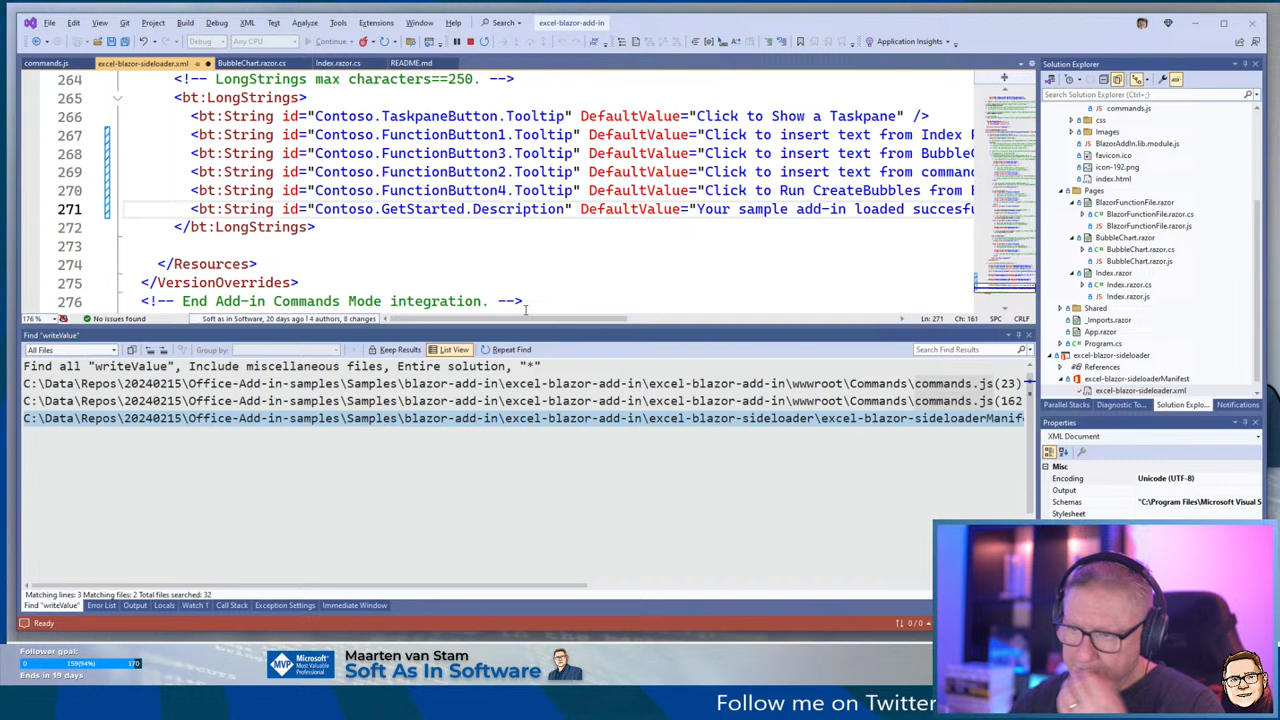 File Edit View Git Project Build Debug XML Test Analyze Tools Extensions Window Help Search excel-blazor-add-in
Debug Any CPU Continue Application Insights
commands.js excel-blazor-sideloader.xml BubbleChart.razor.cs Index.razor.cs README.md
264 <!-- LongStrings max characters==250. -->
265 <bt:LongStrings>
266 <bt:String id="Contoso.TaskpaneButton.Tooltip" DefaultValue="Click to Show a Taskpane" />
267 <bt:String id="Contoso.FunctionButton1.Tooltip" DefaultValue="Click to insert text from Index
268 <bt:String id="Contoso.FunctionButton3.Tooltip" DefaultValue="Click to insert text from BubbleC
269 <bt:String id="Contoso.FunctionButton2.Tooltip" DefaultValue="Click to insert text from comman
270 <bt:String id="Contoso.FunctionButton4.Tooltip" DefaultValue="Click to Run CreateBubbles from
271 <bt:String id="Contoso.GetStarted.Description" DefaultValue="Your sample add-in loaded succesfu
272 </bt:LongStrings>
273
274 </Resources>
275 </VersionOverrides>
276 <!-- End Add-in Commands Mode integration. -->
176 % No issues found Soft as in Software, 20 days ago | 4 authors, 8 changes Ln: 271 Ch: 161 SPC CRLF
Find "writeValue"
All Files Group by: Keep Results List View Repeat Find Search Find Results
Find all "writeValue", Include miscellaneous files, Entire solution, "*"
C:\Data\Repos\20240215\Office-Add-in-samples\Samples\blazor-add-in\excel-blazor-add-in\excel-blazor-add-in\wwwroot\Commands\commands.js(23)
C:\Data\Repos\20240215\Office-Add-in-samples\Samples\blazor-add-in\excel-blazor-add-in\excel-blazor-add-in\wwwroot\Commands\commands.js(162
C:\Data\Repos\20240215\Office-Add-in-samples\Samples\blazor-add-in\excel-blazor-add-in\excel-blazor-sideloader\excel-blazor-sideloaderManif
Matching lines: 3 Matching files: 2 Total files searched: 32
Find "writeValue" Error List Output Locals Watch 1 Call Stack Exception Settings Immediate Window
Ready 0/0
Solution Explorer
Search Solution Explorer (Ctrl+;)
commands.js
css
Images
BlazorAddIn.lib.module.js
favicon.ico
icon-192.png
index.html
Pages
BlazorFunctionFile.razor
BlazorFunctionFile.razor.cs
BlazorFunctionFile.razor.js
BubbleChart.razor
BubbleChart.razor.cs
BubbleChart.razor.js
Index.razor
Index.razor.cs
Index.razor.js
Shared
_Imports.razor
App.razor
Program.cs
excel-blazor-sideloader
References
excel-blazor-sideloaderManifest
excel-blazor-sideloader.xml
Parallel Stacks Diagnostic To... Solution Explo... Notifications
Properties
XML Document
Misc
Encoding Unicode (UTF-8)
Output
Schemas "C:\Program Files\Microsoft Visual S
Stylesheet
Follower goal:
0 159(94%) 170
Ends in 19 days
MVP Microsoft Most Valuable Professional
Maarten van Stam
Soft As In Software
Follow me on Twitter